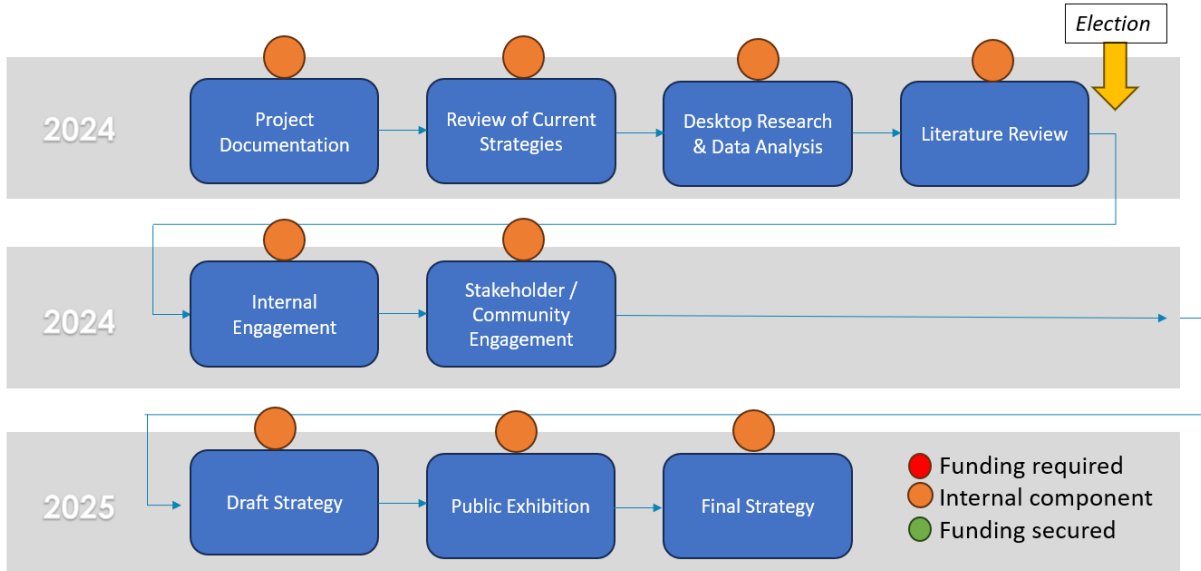 Election
2024
Project
Documentation
Review of Current
Strategies
Desktop Research
& Data Analysis
Literature Review
2024
Internal
Engagement
Stakeholder /
Community
Engagement
2025
Draft Strategy
Public Exhibition
Final Strategy
Funding required
Internal component
Funding secured